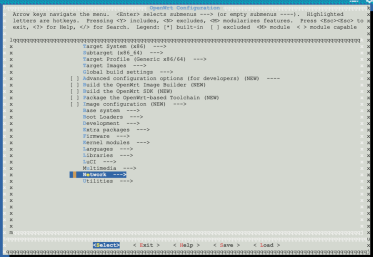 OpenWrt Configuration
Arrow keys navigate the menu. <Enter> selects submenus ---> (or empty submenus ----). Highlighted
letters are hotkeys. Pressing <Y> includes, <N> excludes, <M> modularizes features. Press <Esc><Esc> to
exit, <?> for Help, </> for Search. Legend: [*] built-in [ ] excluded <M> module < > module capable
Target System (x86) --->
Subtarget (x86_64) --->
Target Profile (Generic x86/64) --->
Target Images --->
Global build settings --->
[ ] Advanced configuration options (for developers) (NEW) ----
[ ] Build the OpenWrt Image Builder (NEW)
[ ] Build the OpenWrt SDK (NEW)
[ ] Package the OpenWrt-based Toolchain (NEW)
[ ] Image configuration (NEW) --->
Base system --->
Boot Loaders --->
Development --->
Extra packages --->
Firmware --->
Kernel modules --->
Languages --->
Libraries --->
LuCI --->
Multimedia --->
Network --->
Utilities --->
<Select> < Exit > < Help > < Save > < Load >